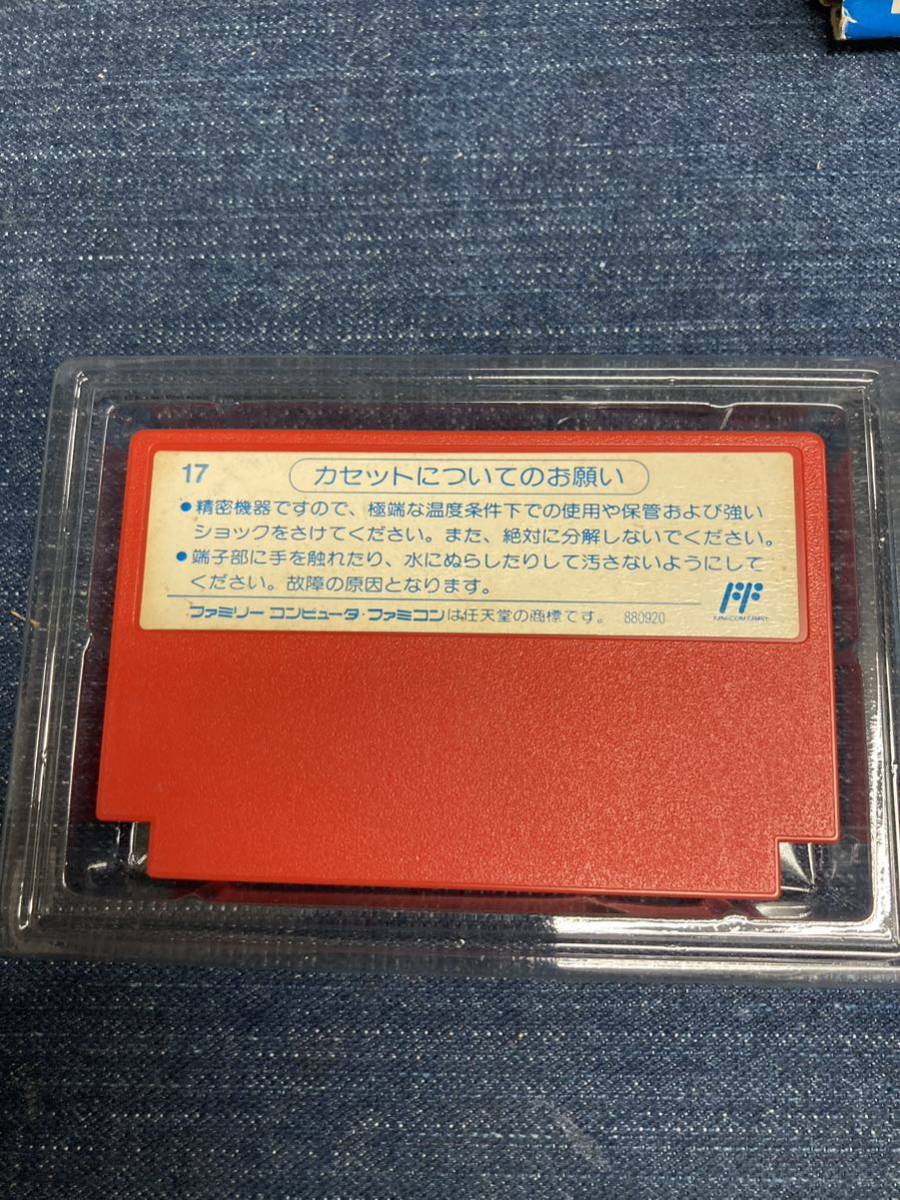 17
カセットについてのお願い
●精密機器ですので、極端な温度条件下での使用や保管および強い
ショックをさけてください。また、絶対に分解しないでください。
●端子部に手を触れたり、水にぬらしたりして汚さないようにして
ください。故障の原因となります。
ファミリー コンピュータ・ファミコンは任天堂の商標です。 880920
FF
FAMICOM FAMILY